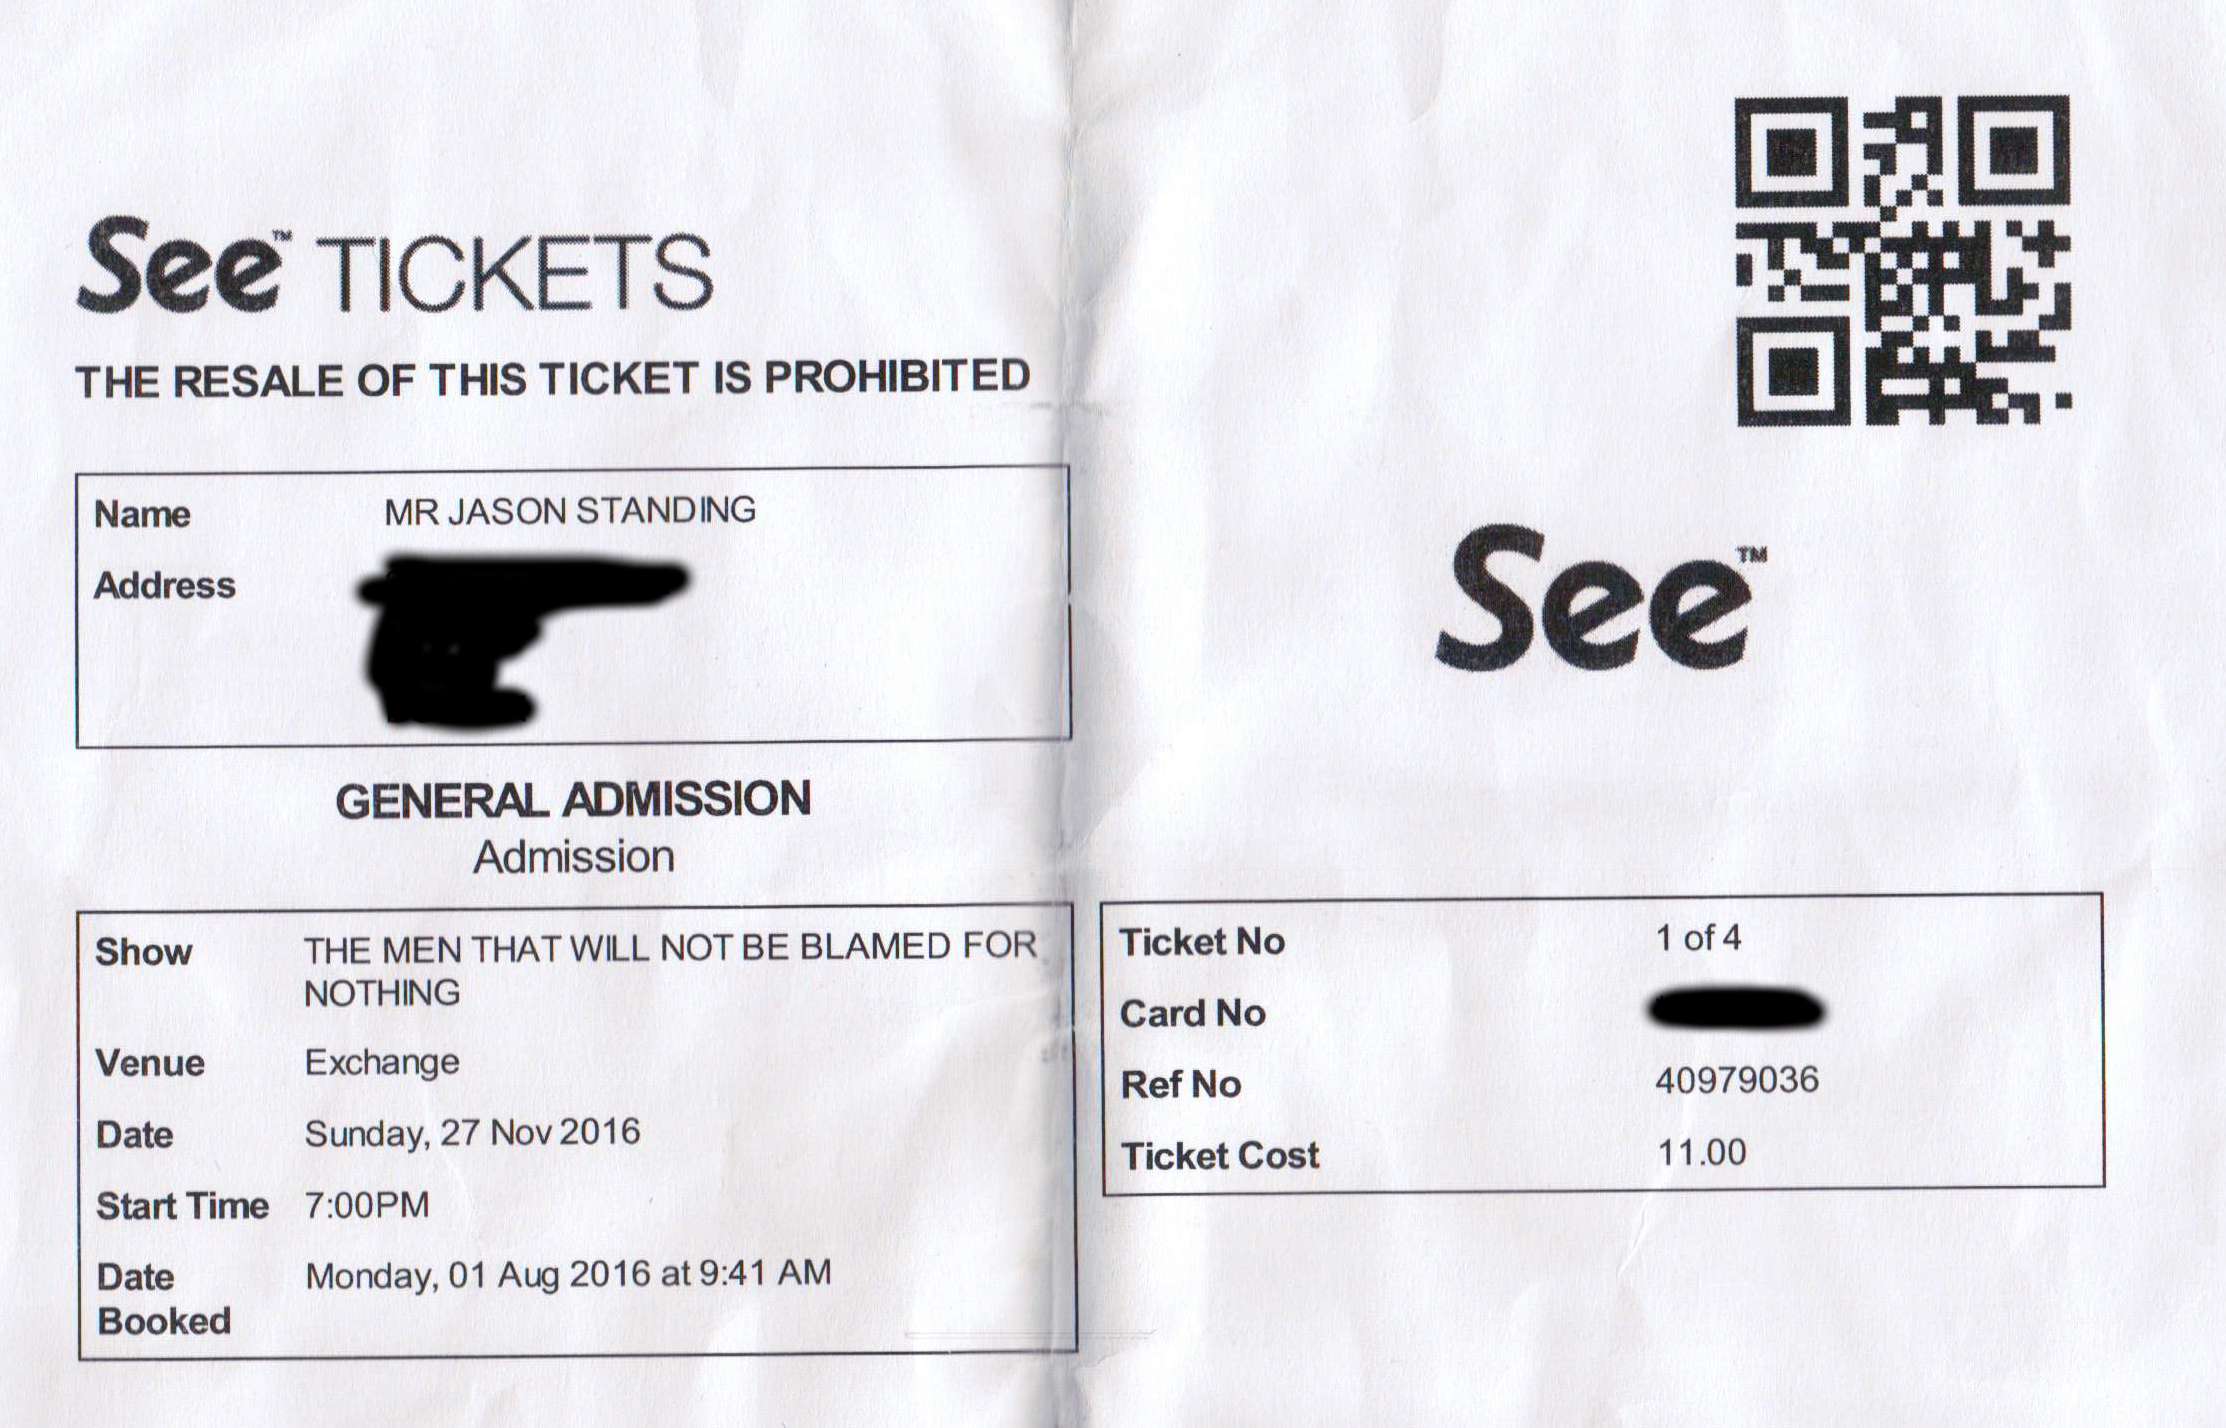 See™ TICKETS
THE RESALE OF THIS TICKET IS PROHIBITED
Name MR JASON STANDING
Address
See™
GENERAL ADMISSION
Admission
Show THE MEN THAT WILL NOT BE BLAMED FOR
NOTHING
Venue Exchange
Date Sunday, 27 Nov 2016
Start Time 7:00PM
Date Monday, 01 Aug 2016 at 9:41 AM
Booked
Ticket No 1 of 4
Card No
Ref No 40979036
Ticket Cost 11.00